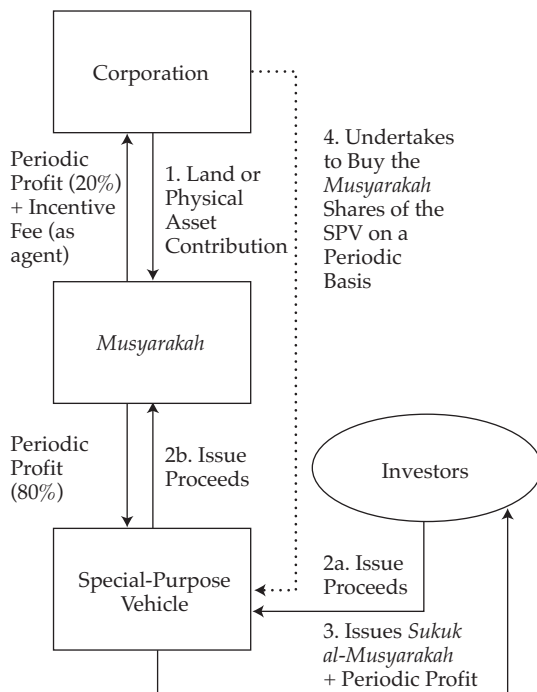 Corporation
Periodic
Profit (20%)
+ Incentive
Fee (as
agent)
1. Land or
Physical
Asset
Contribution
4. Undertakes
to Buy the
Musyarakah
Shares of the
SPV on a
Periodic
Basis
Musyarakah
Periodic
Profit
(80%)
2b. Issue
Proceeds
Investors
Special-Purpose
Vehicle
2a. Issue
Proceeds
3. Issues Sukuk
al-Musyarakah
+ Periodic Profit